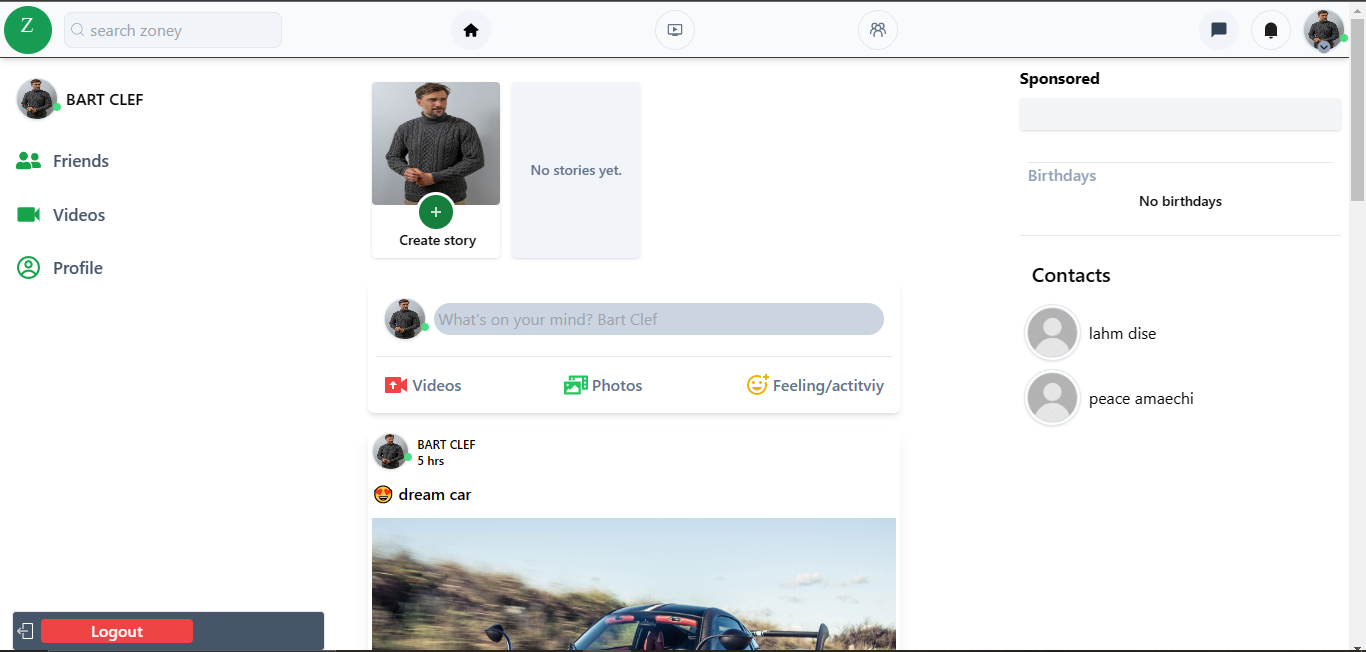 Z
search zoney
BART CLEF
Friends
Videos
Profile
Logout
Create story
No stories yet.
What's on your mind? Bart Clef
Videos
Photos
Feeling/actitviy
BART CLEF
5 hrs
😍 dream car
Sponsored
Birthdays
No birthdays
Contacts
lahm dise
peace amaechi